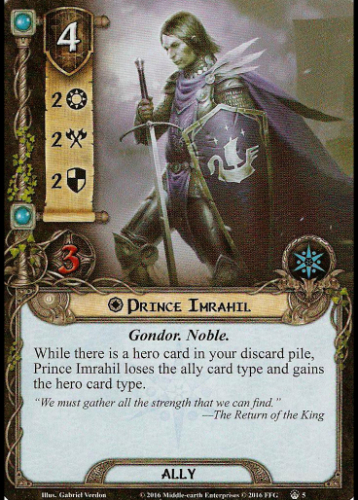 4
2
2
2
3
PRINCE IMRAHIL
Gondor. Noble.
While there is a hero card in your discard pile,
Prince Imrahil loses the ally card type and gains
the hero card type.
“We must gather all the strength that we can find.”
—The Return of the King
ALLY
Illus. Gabriel Verdon
© 2016 Middle-earth Enterprises © 2016 FFG
5